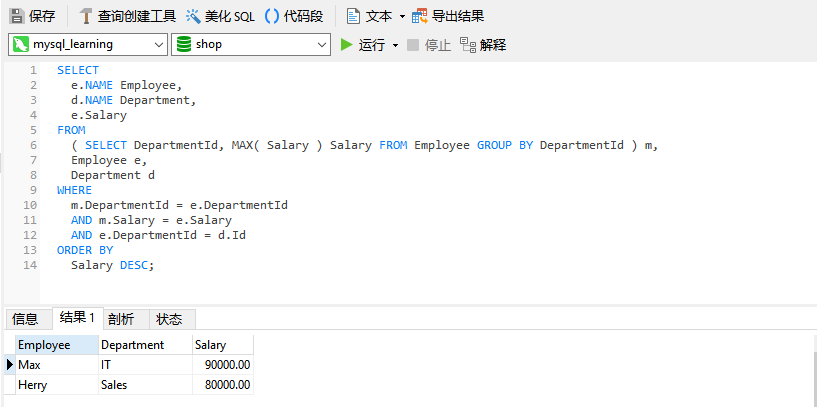 保存 查询创建工具 美化 SQL () 代码段 文本 导出结果
mysql_learning shop 运行 停止 解释
1 SELECT
2 e.NAME Employee,
3 d.NAME Department,
4 e.Salary
5 FROM
6 ( SELECT DepartmentId, MAX( Salary ) Salary FROM Employee GROUP BY DepartmentId ) m,
7 Employee e,
8 Department d
9 WHERE
10 m.DepartmentId = e.DepartmentId
11 AND m.Salary = e.Salary
12 AND e.DepartmentId = d.Id
13 ORDER BY
14 Salary DESC;
信息 结果 1 剖析 状态
Employee Department Salary
Max IT 90000.00
Herry Sales 80000.00